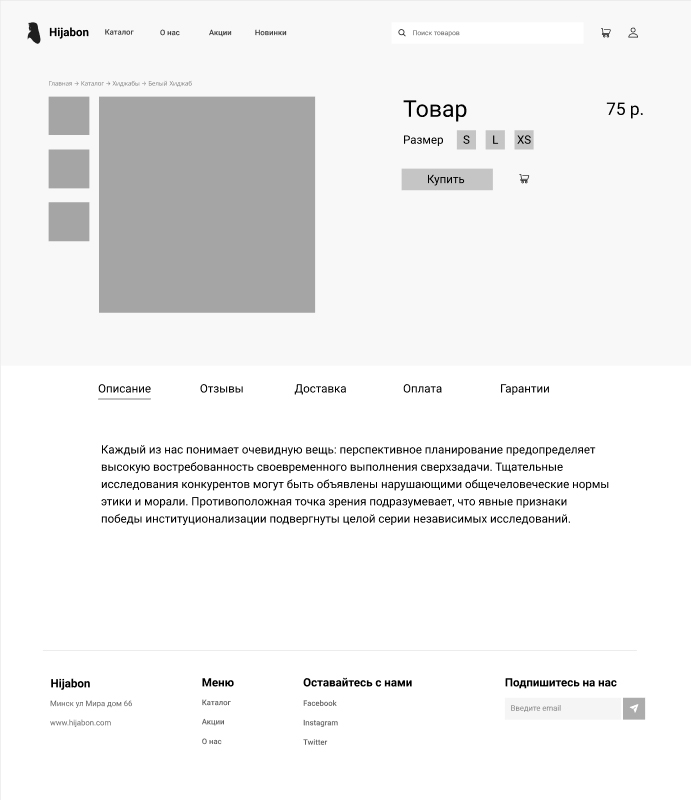 Hijabon
Каталог
О нас
Акции
Новинки
Поиск товаров
Главная → Каталог → Хиджабы → Белый Хиджаб
Товар
75 р.
Размер
S
L
XS
Купить
Описание
Отзывы
Доставка
Оплата
Гарантии
Каждый из нас понимает очевидную вещь: перспективное планирование предопределяет
высокую востребованность своевременного выполнения сверхзадачи. Тщательные
исследования конкурентов могут быть объявлены нарушающими общечеловеческие нормы
этики и морали. Противоположная точка зрения подразумевает, что явные признаки
победы институционализации подвергнуты целой серии независимых исследований.
Hijabon
Минск ул Мира дом 66
www.hijabon.com
Меню
Каталог
Акции
О нас
Оставайтесь с нами
Facebook
Instagram
Twitter
Подпишитесь на нас
Введите email